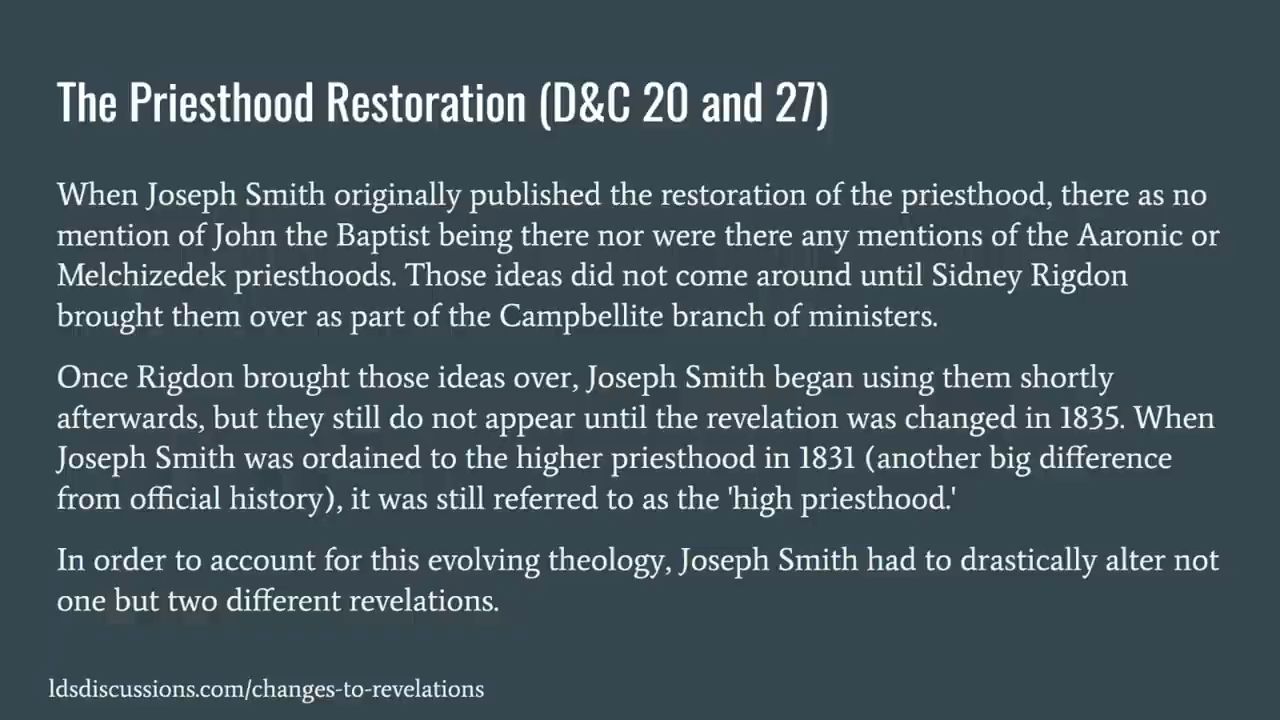 The Priesthood Restoration (D&C 20 and 27)
When Joseph Smith originally published the restoration of the priesthood, there as no
mention of John the Baptist being there nor were there any mentions of the Aaronic or
Melchizedek priesthoods. Those ideas did not come around until Sidney Rigdon
brought them over as part of the Campbellite branch of ministers.
Once Rigdon brought those ideas over, Joseph Smith began using them shortly
afterwards, but they still do not appear until the revelation was changed in 1835. When
Joseph Smith was ordained to the higher priesthood in 1831 (another big difference
from official history), it was still referred to as the 'high priesthood.'
In order to account for this evolving theology, Joseph Smith had to drastically alter not
one but two different revelations.
ldsdiscussions.com/changes-to-revelations